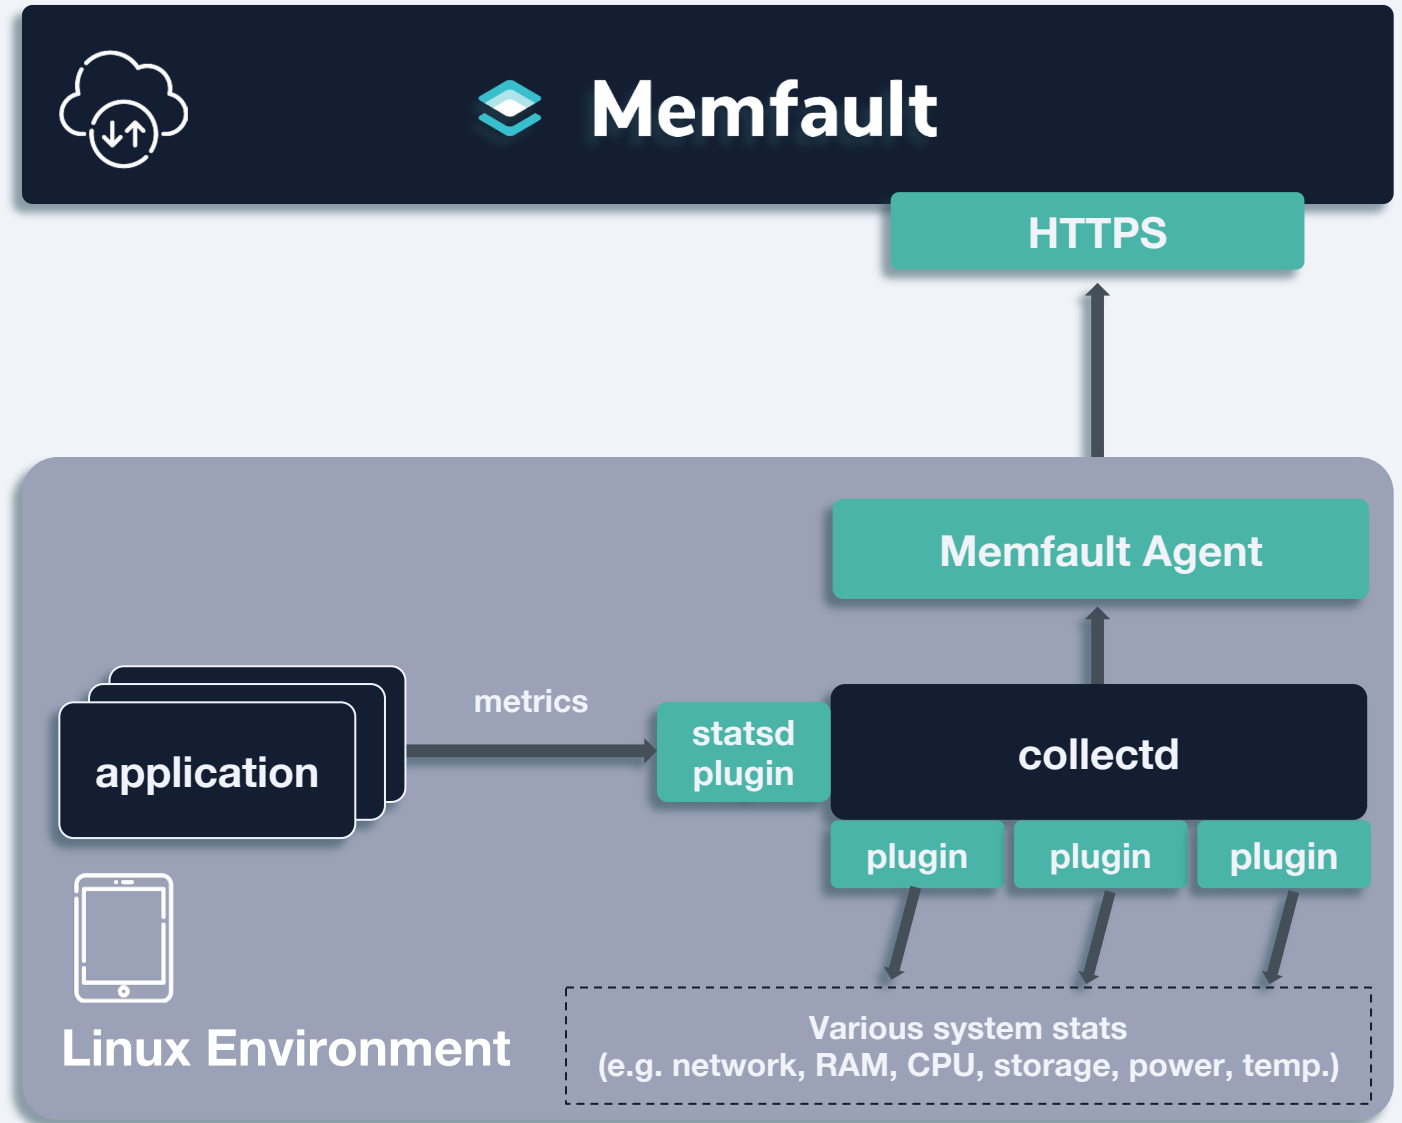 Memfault
HTTPS
Memfault Agent
metrics
application
statsd
plugin
collectd
plugin
plugin
plugin
Linux Environment
Various system stats
(e.g. network, RAM, CPU, storage, power, temp.)